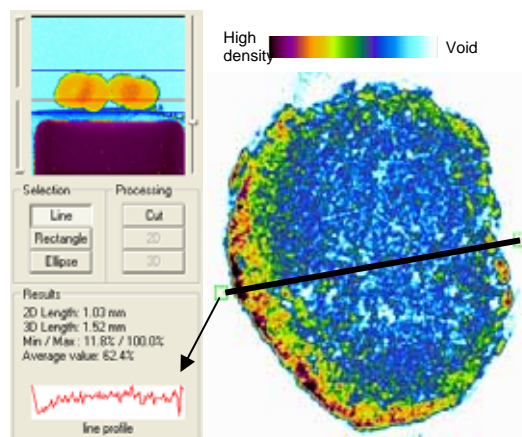 High
density
Void
Selection
Processing
Line
Cut
Rectangle
2D
Ellipse
3D
Results
2D Length: 1.03 mm
3D Length: 1.52 mm
Min / Max : 11.8% / 100.0%
Average value: 62.4%
line profile